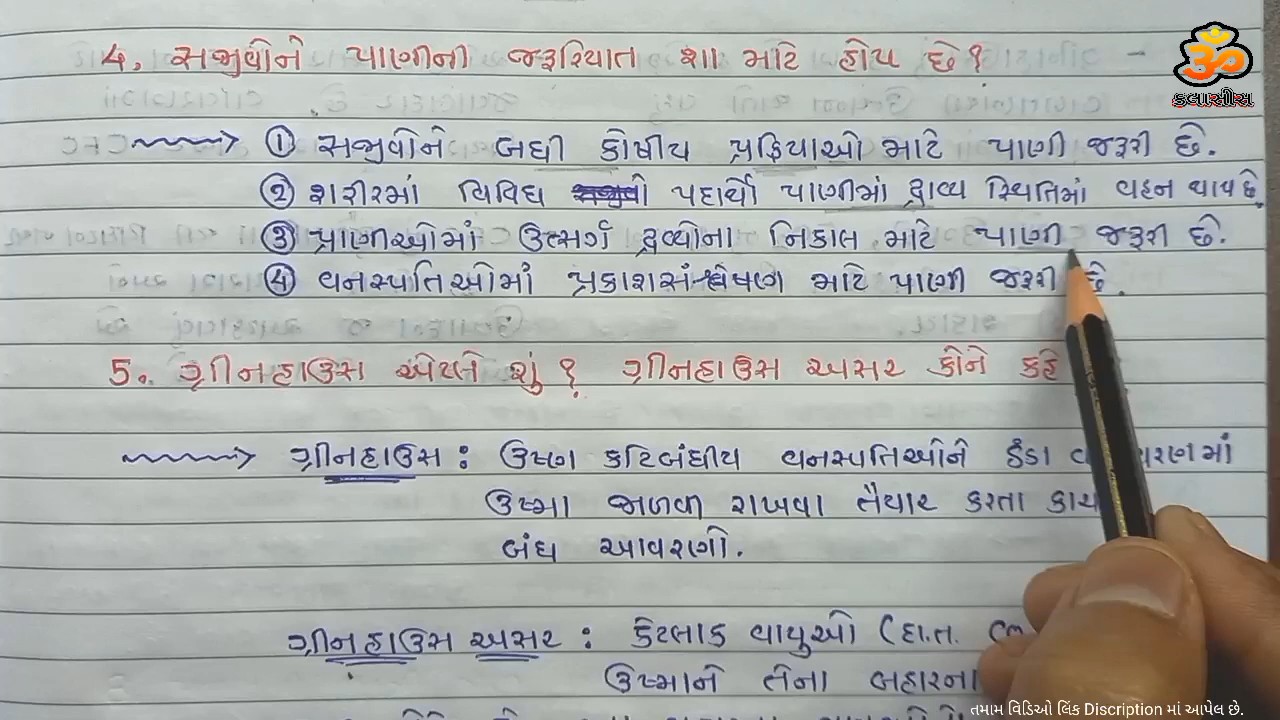 4. સજીવોને પાણીની જરૂરિયાત શા માટે હોય છે ?
ૐ
કલાસીસ
① સજીવોને બધી કોષીય પ્રક્રિયાઓ માટે પાણી જરૂરી છે.
② શરીરમાં વિવિધ પદાર્થો પાણીમાં દ્રાવ્ય સ્થિતિમાં વહન થાય છે.
③ પ્રાણીઓમાં ઉત્સર્ગ દ્રવ્યોના નિકાલ માટે પાણી જરૂરી છે.
④ વનસ્પતિઓમાં પ્રકાશસંશ્લેષણ માટે પાણી જરૂરી છે.
5. ગ્રીનહાઉસ એટલે શું ? ગ્રીનહાઉસ અસર કોને કહે
ગ્રીનહાઉસ : ઉષ્ણ કટિબંધીય વનસ્પતિઓને ઠંડા
ઉષ્મા જાળવી રાખવા તૈયાર કરતા
બંધ આવરણો.
ગ્રીનહાઉસ અસર : કેટલાક વાયુઓ (દા.ત.
ઉષ્માને તેના બહારના
તમામ વિડિઓ લિંક Discription માં આપેલ છે.